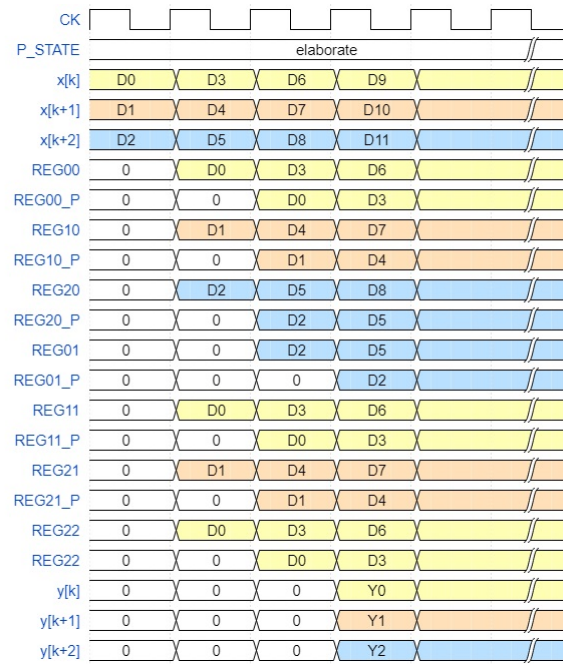 CK
P_STATE elaborate
x[k] D0 D3 D6 D9
x[k+1] D1 D4 D7 D10
x[k+2] D2 D5 D8 D11
REG00 0 D0 D3 D6
REG00_P 0 0 D0 D3
REG10 0 D1 D4 D7
REG10_P 0 0 D1 D4
REG20 0 D2 D5 D8
REG20_P 0 0 D2 D5
REG01 0 0 D2 D5
REG01_P 0 0 0 D2
REG11 0 D0 D3 D6
REG11_P 0 0 D0 D3
REG21 0 D1 D4 D7
REG21_P 0 0 D1 D4
REG22 0 D0 D3 D6
REG22 0 0 D0 D3
y[k] 0 0 0 Y0
y[k+1] 0 0 0 Y1
y[k+2] 0 0 0 Y2